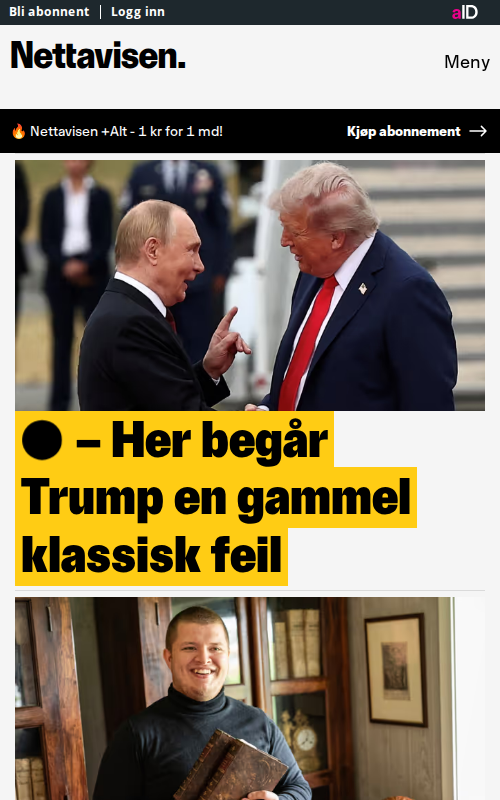 Bli abonnent | Logg inn
aID
Nettavisen.
Meny
🔥 Nettavisen +Alt - 1 kr for 1 md!
Kjøp abonnement →
– Her begår
Trump en gammel
klassisk feil